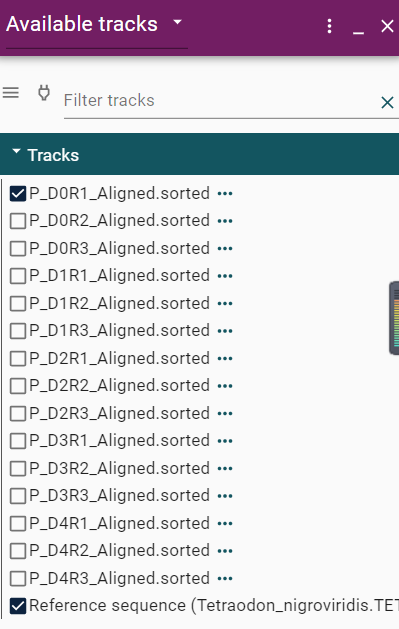 Available tracks
Filter tracks
Tracks
P_D0R1_Aligned.sorted ...
P_D0R2_Aligned.sorted ...
P_D0R3_Aligned.sorted ...
P_D1R1_Aligned.sorted ...
P_D1R2_Aligned.sorted ...
P_D1R3_Aligned.sorted ...
P_D2R1_Aligned.sorted ...
P_D2R2_Aligned.sorted ...
P_D2R3_Aligned.sorted ...
P_D3R1_Aligned.sorted ...
P_D3R2_Aligned.sorted ...
P_D3R3_Aligned.sorted ...
P_D4R1_Aligned.sorted ...
P_D4R2_Aligned.sorted ...
P_D4R3_Aligned.sorted ...
Reference sequence (Tetraodon_nigroviridis.TET